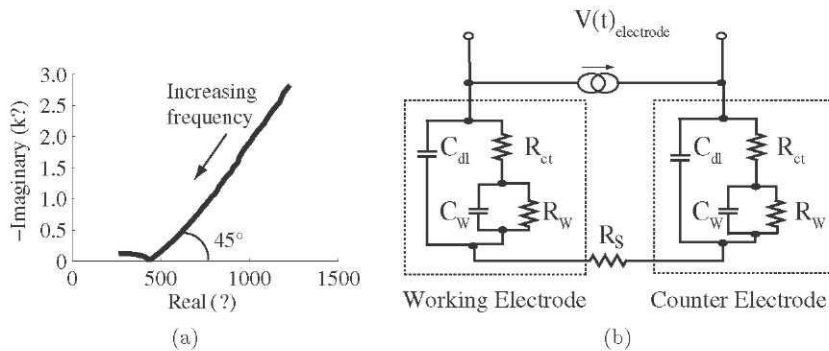 3.0
2.5
2.0
1.5
1.0
0.5
0
−Imaginary (k?)
Increasing
frequency
45°
0 500 1000 1500
Real (?)
(a)
V(t)electrode
Cdl
Rct
CW
RW
RS
Cdl
Rct
CW
RW
Working Electrode
Counter Electrode
(b)